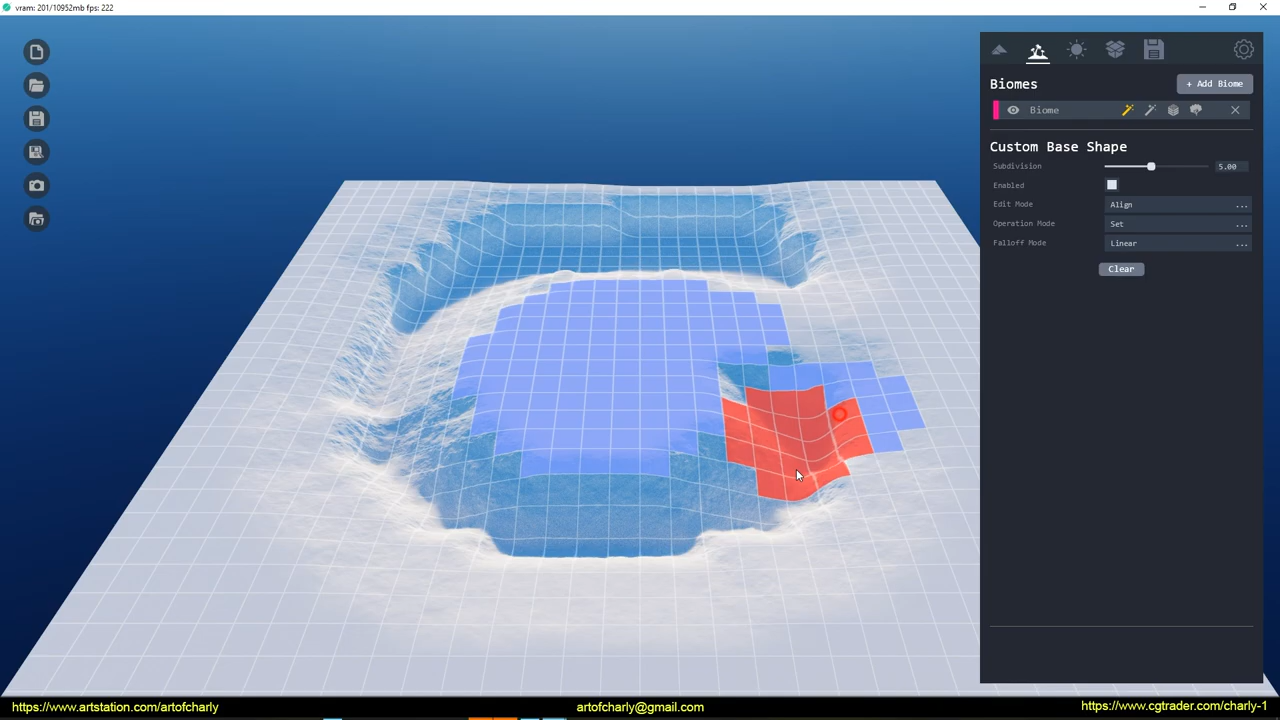 vram: 201/10952mb fps: 222
Biomes
+ Add Biome
Biome
Custom Base Shape
Subdivision
5.00
Enabled
Edit Mode
Align
...
Operation Mode
Set
...
Falloff Mode
Linear
...
Clear
https://www.artstation.com/artofcharly
artofcharly@gmail.com
https://www.cgtrader.com/charly-1